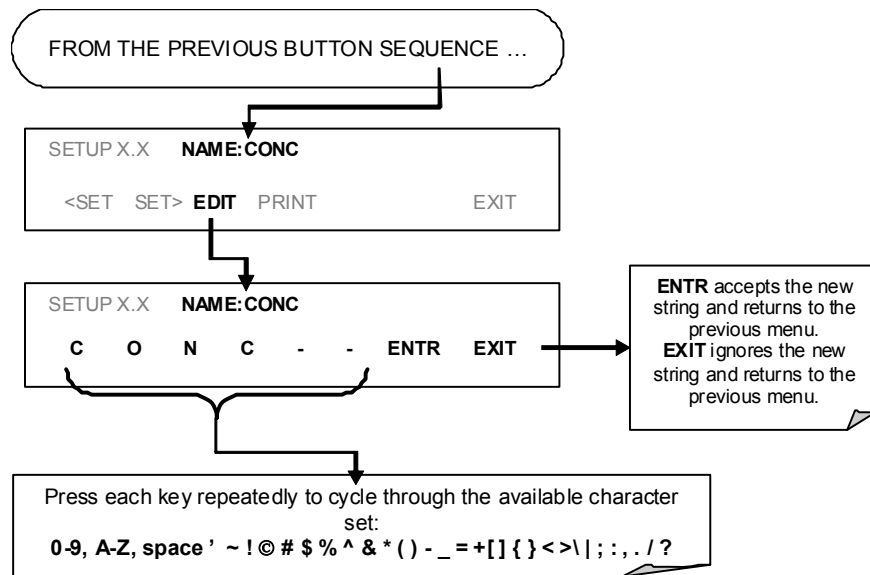 FROM THE PREVIOUS BUTTON SEQUENCE …
SETUP X.X NAME:CONC
<SET SET> EDIT PRINT EXIT
SETUP X.X NAME:CONC
C O N C - - ENTR EXIT
ENTR accepts the new
string and returns to the
previous menu.
EXIT ignores the new
string and returns to the
previous menu.
Press each key repeatedly to cycle through the available character
set:
0-9, A-Z, space ’ ~ ! © # $ % ^ & * ( ) - _ = +[ ] { } < >\ | ; : , . / ?